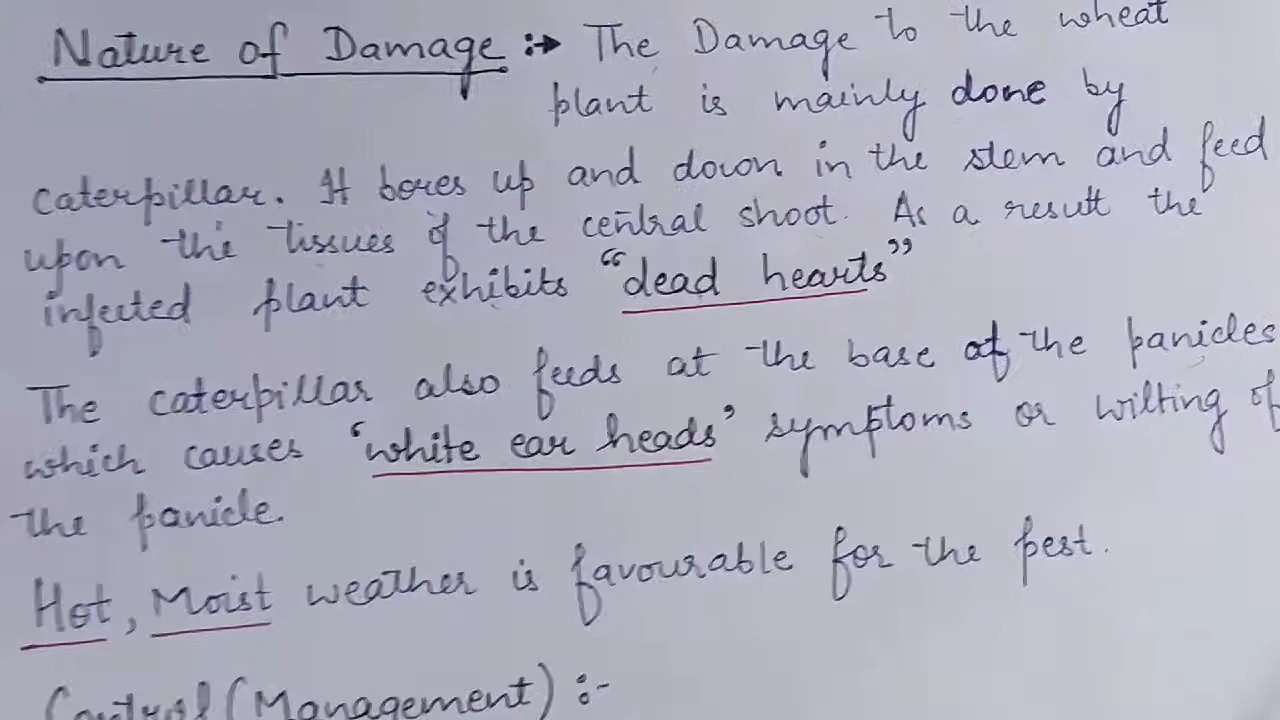 Nature of Damage :→ The Damage to the wheat
plant is mainly done by
caterpillar. It bores up and down in the stem and feed
upon the tissues of the central shoot. As a result the
infected plant exhibits "dead hearts"
The caterpillar also feeds at the base of the panicles
which causes 'white ear heads' symptoms or wilting of
the panicle.
Hot, Moist weather is favourable for the pest.
Control (Management) :-